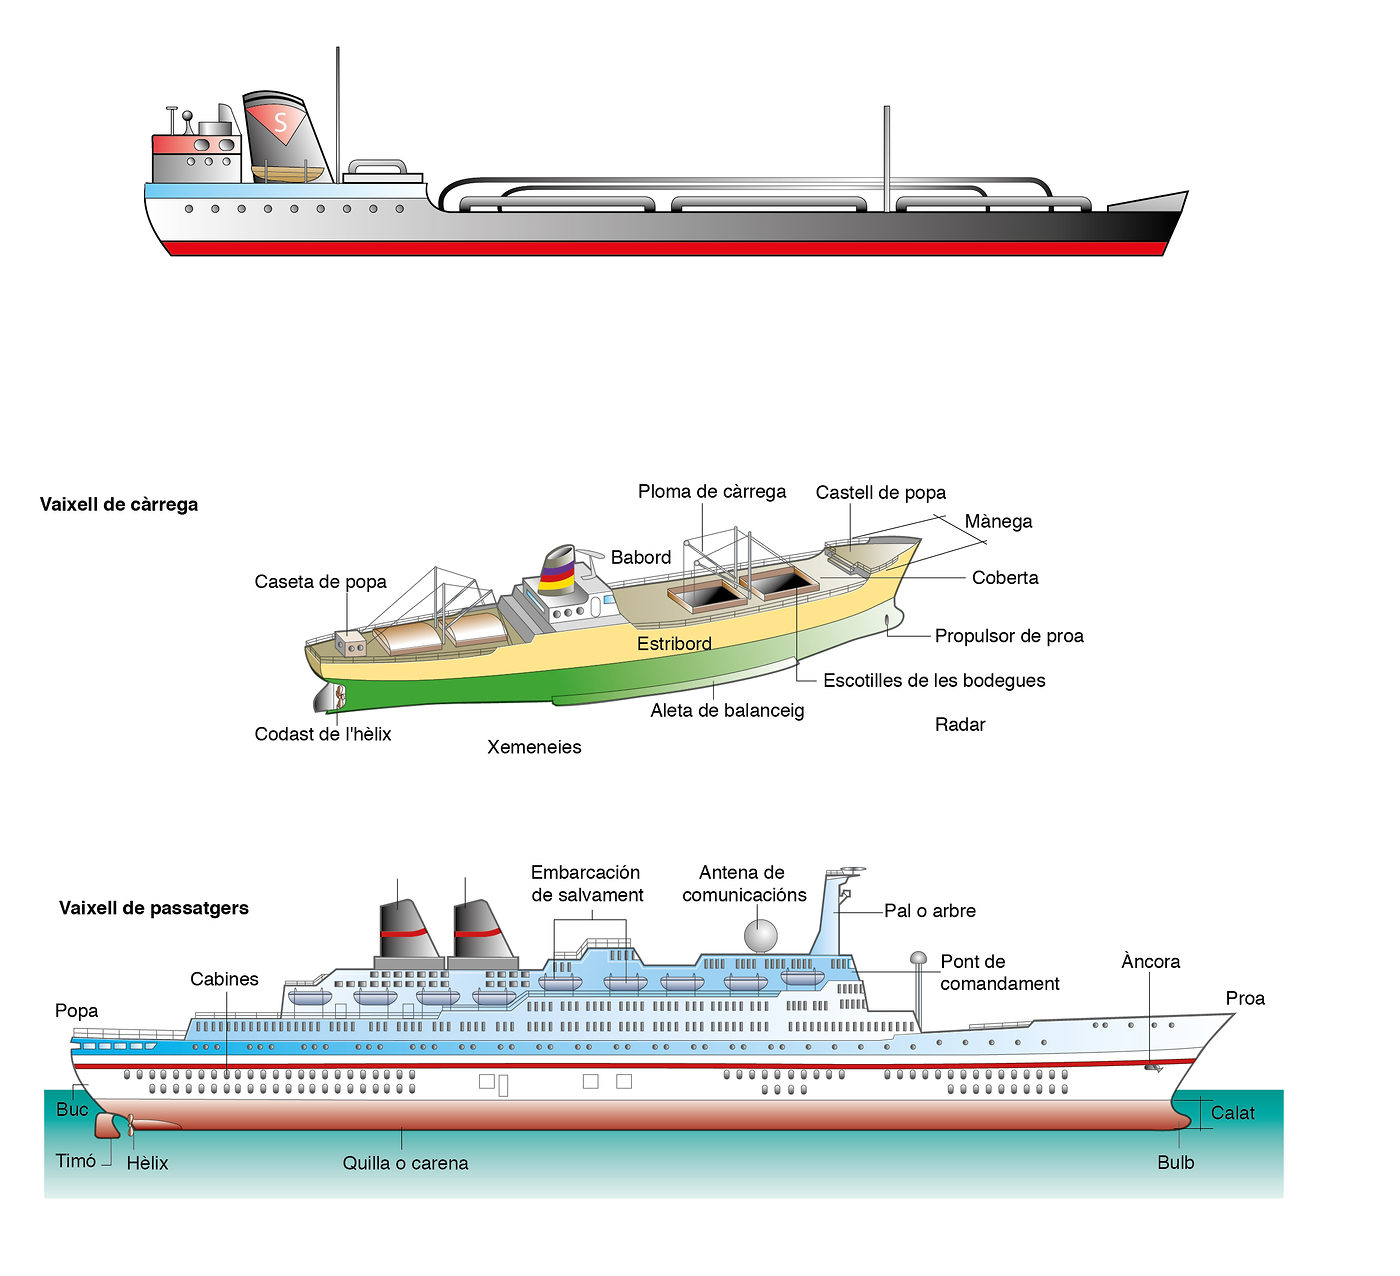 S
Vaixell de càrrega
Ploma de càrrega
Castell de popa
Mànega
Babord
Caseta de popa
Coberta
Estribord
Propulsor de proa
Escotilles de les bodegues
Aleta de balanceig
Radar
Codast de l'hèlix
Xemeneies
Embarcación
de salvament
Antena de
comunicacións
Vaixell de passatgers
Pal o arbre
Cabines
Pont de
comandament
Àncora
Popa
Proa
Buc
Calat
Timó
Hèlix
Quilla o carena
Bulb